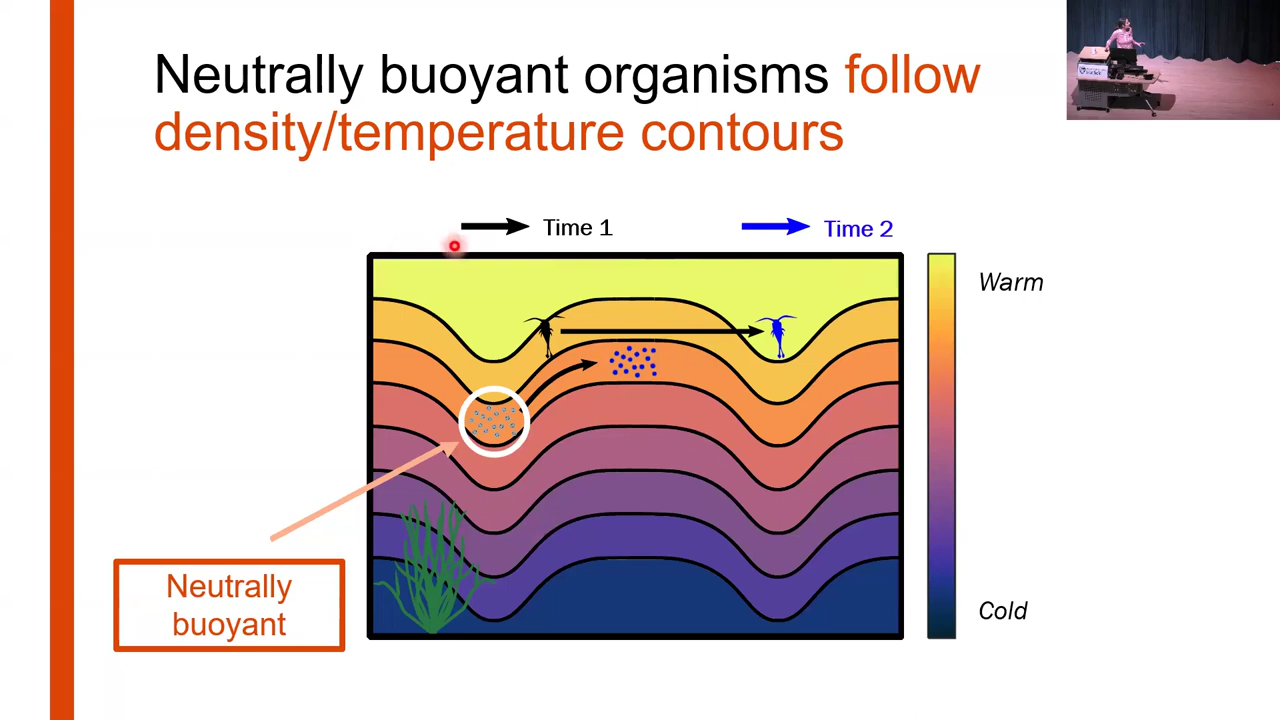 Neutrally buoyant organisms follow
density/temperature contours
Time 1
Time 2
Warm
Cold
Neutrally
buoyant